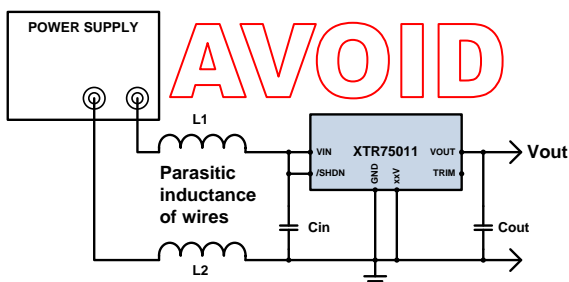 POWER SUPPLY
AVOID
L1
VIN
XTR75011
VOUT
Vout
/SHDN
GND
xxV
TRIM
Parasitic
inductance
of wires
Cin
Cout
L2